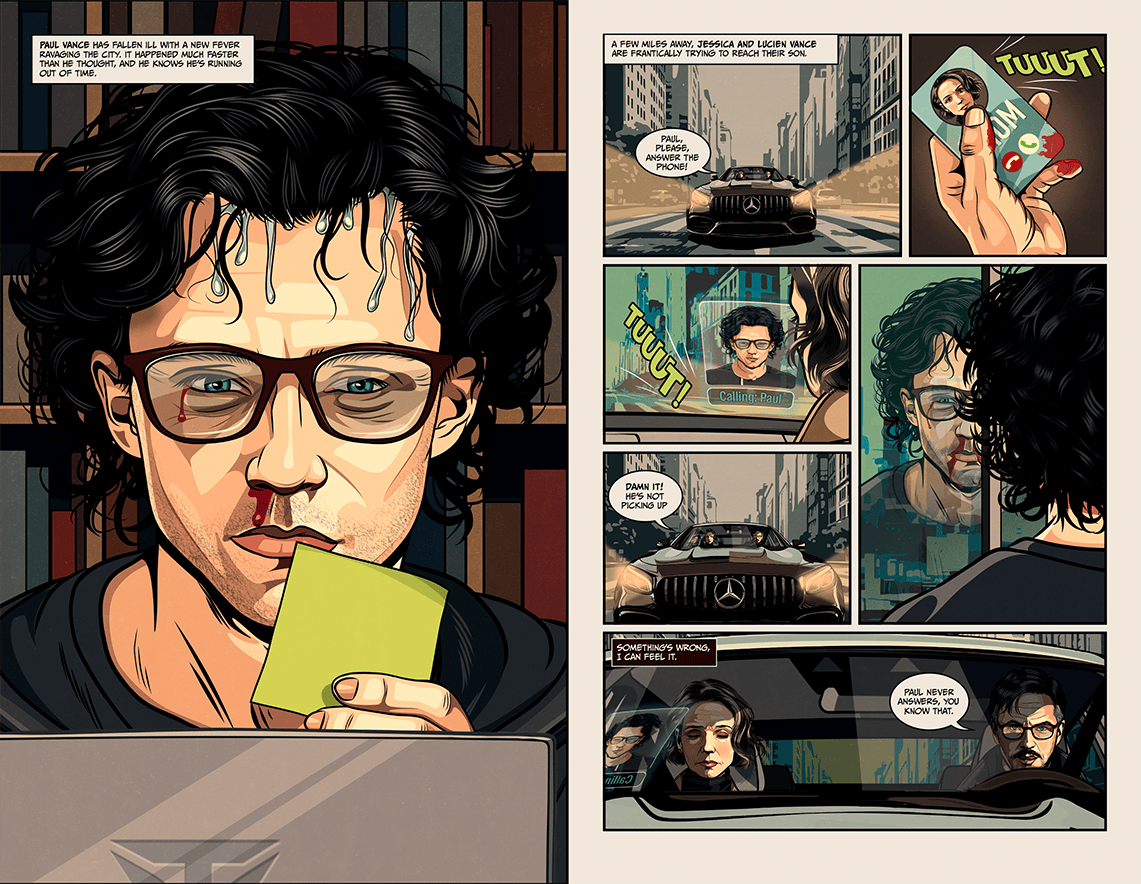 PAUL VANCE HAS FALLEN ILL WITH A NEW FEVER
RAVAGING THE CITY. IT HAPPENED MUCH FASTER
THAN HE THOUGHT, AND HE KNOWS HE'S RUNNING
OUT OF TIME.
A FEW MILES AWAY, JESSICA AND LUCIEN VANCE
ARE FRANTICALLY TRYING TO REACH THEIR SON.
PAUL,
PLEASE,
ANSWER THE
PHONE!
TUUUT!
TUUUT!
Calling: Paul
DAMN IT!
HE'S NOT
PICKING UP
SOMETHING'S WRONG,
I CAN FEEL IT.
PAUL NEVER
ANSWERS, YOU
KNOW THAT.